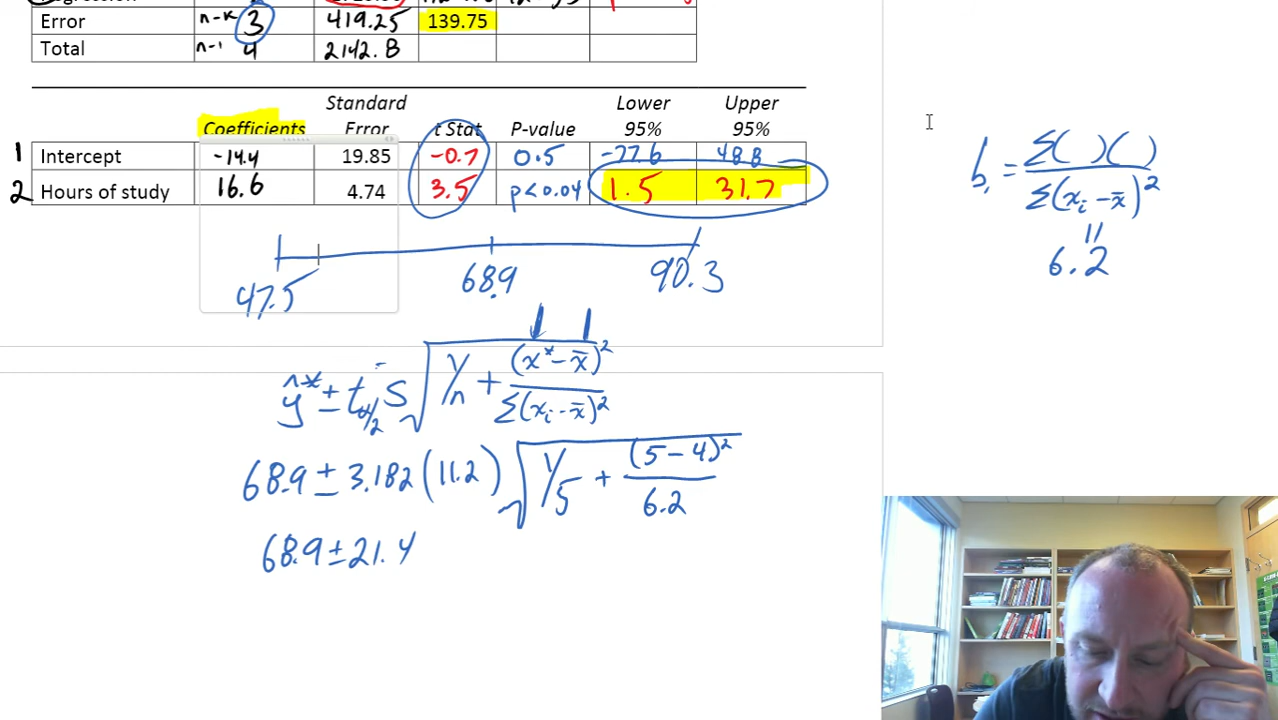 Error n-k 3 419.25 139.75
Total n-1 4 2142.8
Coefficients Standard Error t Stat P-value Lower 95% Upper 95%
1 Intercept -14.4 19.85 -0.7 0.5 -77.6 48.8
2 Hours of study 16.6 4.74 3.5 p<0.04 1.5 31.7
b₁ = Σ( )( ) / Σ(xᵢ - x̄)²
=
6.2
47.5 68.9 90.3
ŷ* ± t α/2 S √(1/n + (x* - x̄)² / Σ(xᵢ - x̄)²)
68.9 ± 3.182 (11.2) √(1/5 + (5-4)² / 6.2)
68.9 ± 21.4